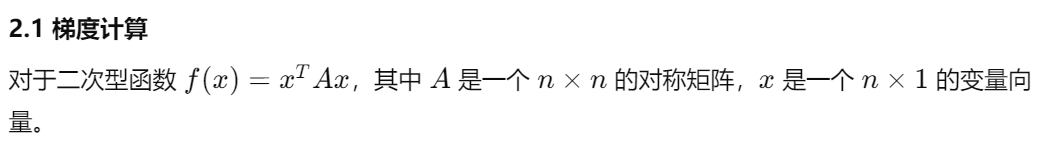 2.1 梯度计算
对于二次型函数 f(x) = x^T Ax，其中 A 是一个 n × n 的对称矩阵，x 是一个 n × 1 的变量向
量。